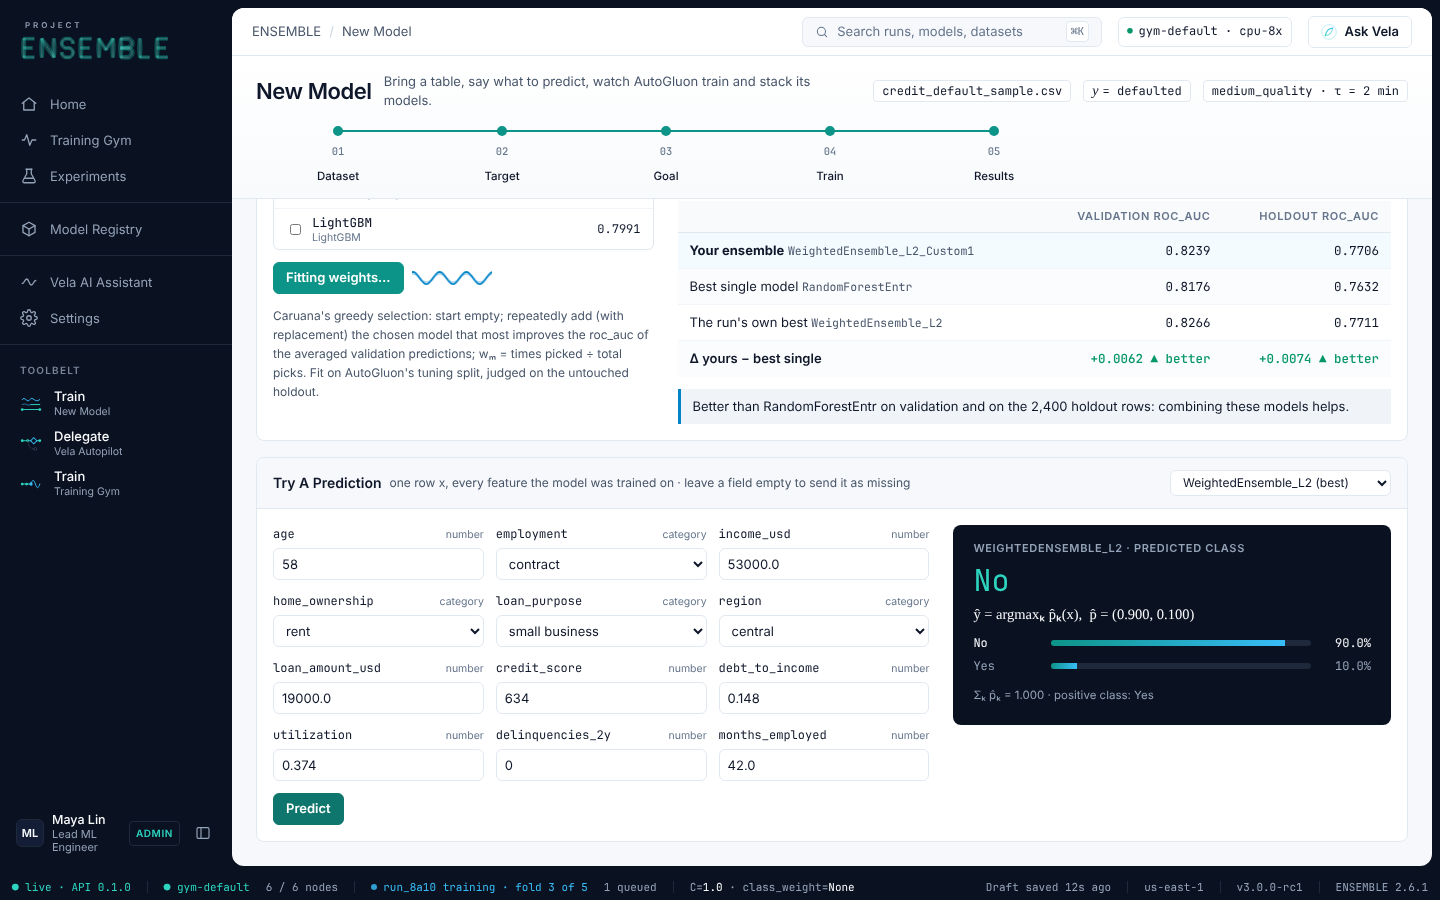 PROJECT
ENSEMBLE
Home
Training Gym
Experiments
Model Registry
Vela AI Assistant
Settings
TOOLBELT
Train
New Model
Delegate
Vela Autopilot
Train
Training Gym
ML
Maya Lin
Lead ML
Engineer
ADMIN
ENSEMBLE / New Model
Search runs, models, datasets
⌘K
gym-default · cpu-8x
Ask Vela
New Model
Bring a table, say what to predict, watch AutoGluon train and stack its
models.
credit_default_sample.csv
y = defaulted
medium_quality · τ = 2 min
01
02
03
04
05
Dataset
Target
Goal
Train
Results
LightGBM
LightGBM
0.7991
Fitting weights...
Caruana's greedy selection: start empty; repeatedly add (with
replacement) the chosen model that most improves the roc_auc of
the averaged validation predictions; wₘ = times picked ÷ total
picks. Fit on AutoGluon's tuning split, judged on the untouched
holdout.
VALIDATION ROC_AUC HOLDOUT ROC_AUC
Your ensemble WeightedEnsemble_L2_Custom1 0.8239 0.7706
Best single model RandomForestEntr 0.8176 0.7632
The run's own best WeightedEnsemble_L2 0.8266 0.7711
Δ yours – best single +0.0062 ▲ better +0.0074 ▲ better
Better than RandomForestEntr on validation and on the 2,400 holdout rows: combining these models helps.
Try A Prediction one row x, every feature the model was trained on · leave a field empty to send it as missing
WeightedEnsemble_L2 (best)
age number employment category income_usd number
58 contract 53000.0
home_ownership category loan_purpose category region category
rent small business central
loan_amount_usd number credit_score number debt_to_income number
19000.0 634 0.148
utilization number delinquencies_2y number months_employed number
0.374 0 42.0
Predict
WEIGHTEDENSEMBLE_L2 · PREDICTED CLASS
No
ŷ = argmaxₖ p̂ₖ(x), p̂ = (0.900, 0.100)
No 90.0%
Yes 10.0%
Σₖ p̂ₖ = 1.000 · positive class: Yes
live · API 0.1.0
gym-default 6 / 6 nodes
run_8a10 training · fold 3 of 5 1 queued
C=1.0 · class_weight=None
Draft saved 12s ago
us-east-1
v3.0.0-rc1
ENSEMBLE 2.6.1